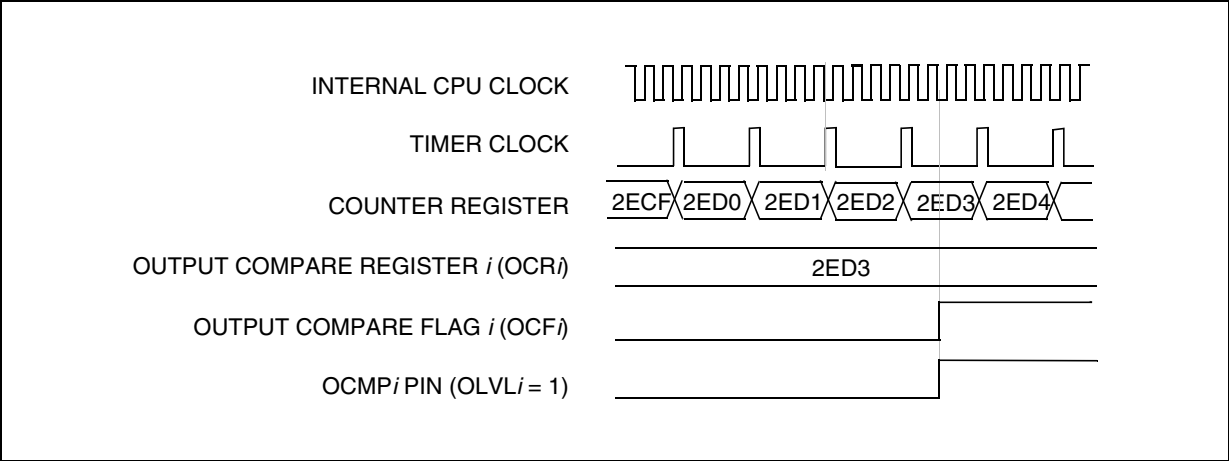 INTERNAL CPU CLOCK
TIMER CLOCK
COUNTER REGISTER 2ECF 2ED0 2ED1 2ED2 2ED3 2ED4
OUTPUT COMPARE REGISTER i (OCRi) 2ED3
OUTPUT COMPARE FLAG i (OCFi)
OCMPi PIN (OLVLi = 1)